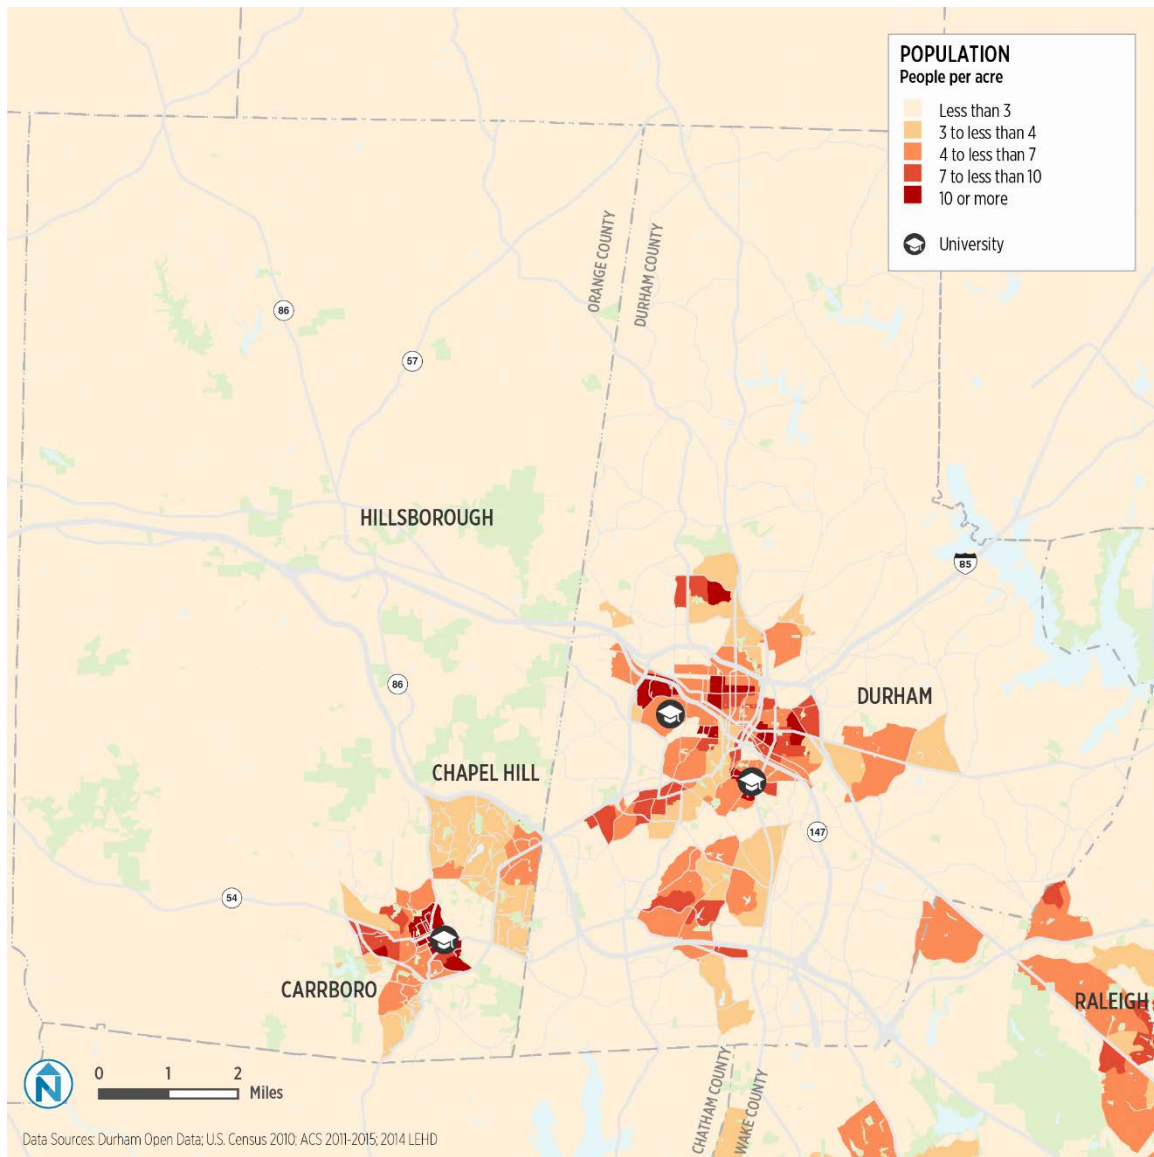 POPULATION
People per acre
Less than 3
3 to less than 4
4 to less than 7
7 to less than 10
10 or more
University
ORANGE COUNTY
DURHAM COUNTY
86
57
HILLSBOROUGH
85
86
DURHAM
CHAPEL HILL
147
54
CARRBORO
RALEIGH
N
0 1 2
Miles
CHATHAM COUNTY
WAKE COUNTY
Data Sources: Durham Open Data; U.S. Census 2010; ACS 2011-2015; 2014 LEHD